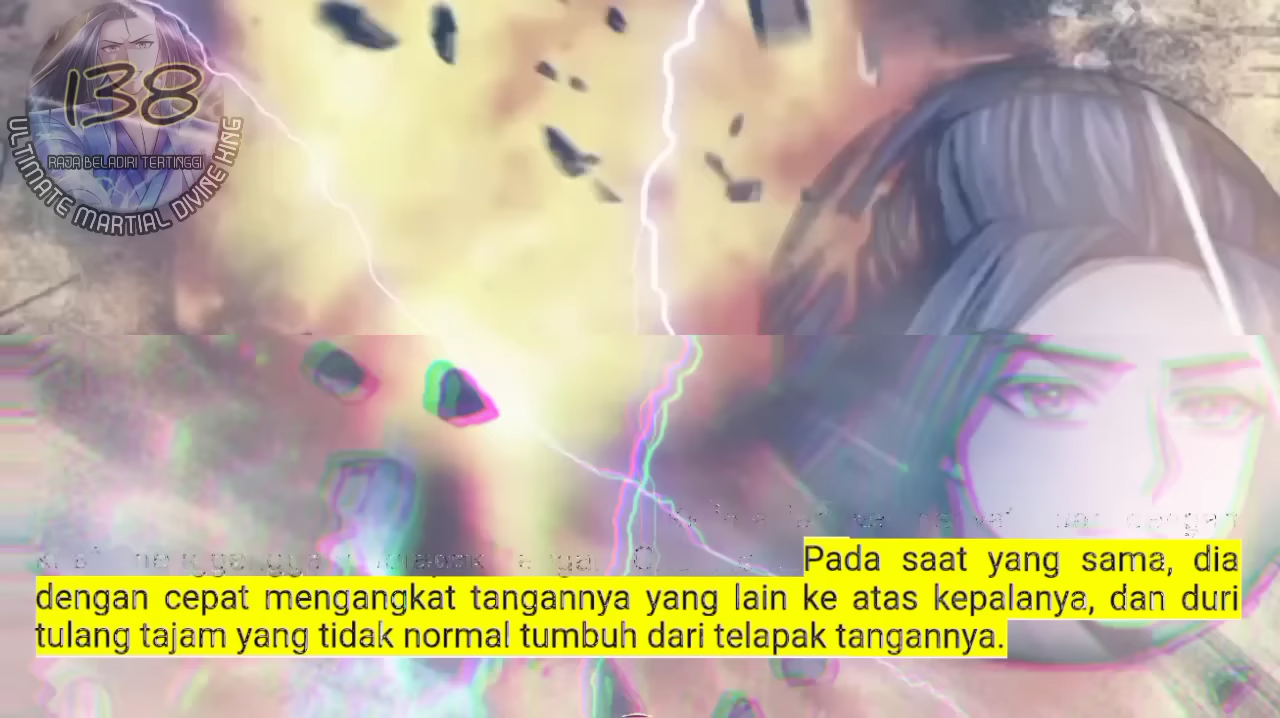 138
RAJA BELADIRI TERTINGGI
ULTIMATE MARTIAL DIVINE KING
Pada saat yang sama, dia
dengan cepat mengangkat tangannya yang lain ke atas kepalanya, dan duri
tulang tajam yang tidak normal tumbuh dari telapak tangannya.